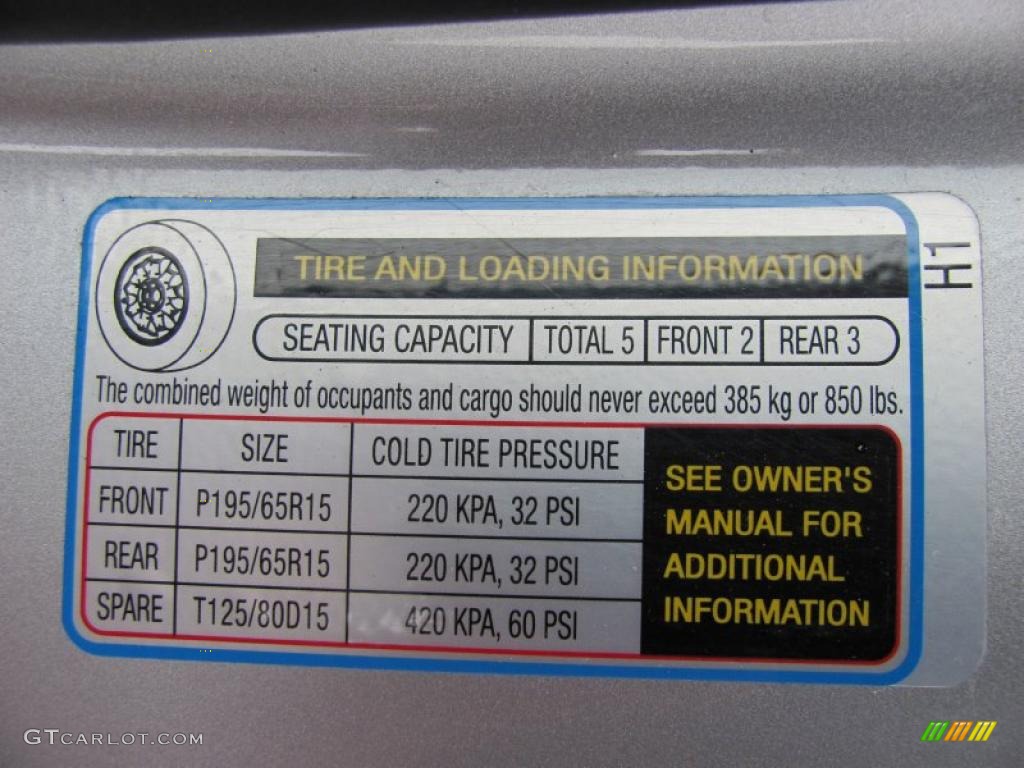 TIRE AND LOADING INFORMATION
H1
SEATING CAPACITY TOTAL 5 FRONT 2 REAR 3
The combined weight of occupants and cargo should never exceed 385 kg or 850 lbs.
TIRE SIZE COLD TIRE PRESSURE
FRONT P195/65R15 220 KPA, 32 PSI
REAR P195/65R15 220 KPA, 32 PSI
SPARE T125/80D15 420 KPA, 60 PSI
SEE OWNER'S
MANUAL FOR
ADDITIONAL
INFORMATION
GTCARLOT.COM